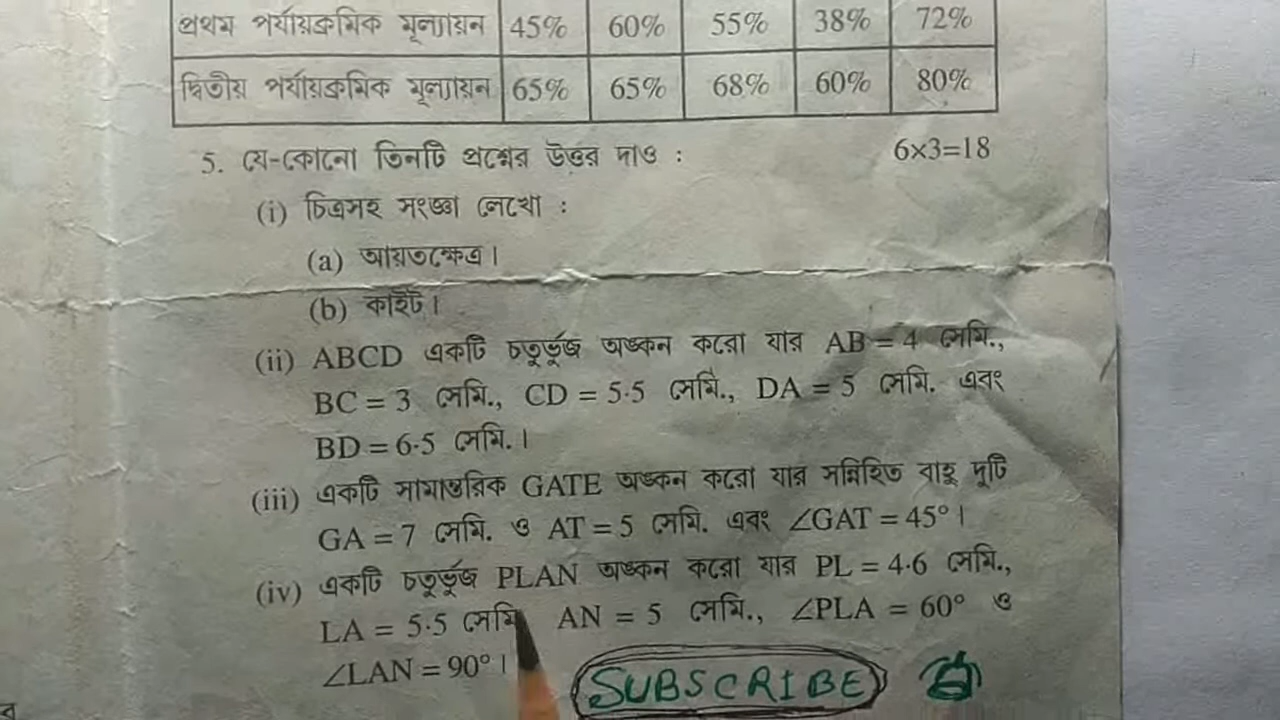 প্রথম পর্যায়ক্রমিক মূল্যায়ন 45% 60% 55% 38% 72%
দ্বিতীয় পর্যায়ক্রমিক মূল্যায়ন 65% 65% 68% 60% 80%
5. যে-কোনো তিনটি প্রশ্নের উত্তর দাও : 6×3=18
(i) চিত্রসহ সংজ্ঞা লেখো :
(a) আয়তক্ষেত্র।
(b) কাইট।
(ii) ABCD একটি চতুর্ভুজ অঙ্কন করো যার AB = 4 সেমি.,
BC = 3 সেমি., CD = 5·5 সেমি., DA = 5 সেমি. এবং
BD = 6·5 সেমি.।
(iii) একটি সামান্তরিক GATE অঙ্কন করো যার সন্নিহিত বাহু দুটি
GA = 7 সেমি. ও AT = 5 সেমি. এবং ∠GAT = 45°।
(iv) একটি চতুর্ভুজ PLAN অঙ্কন করো যার PL = 4·6 সেমি.,
LA = 5·5 সেমি AN = 5 সেমি., ∠PLA = 60° ও
∠LAN = 90°।
SUBSCRIBE